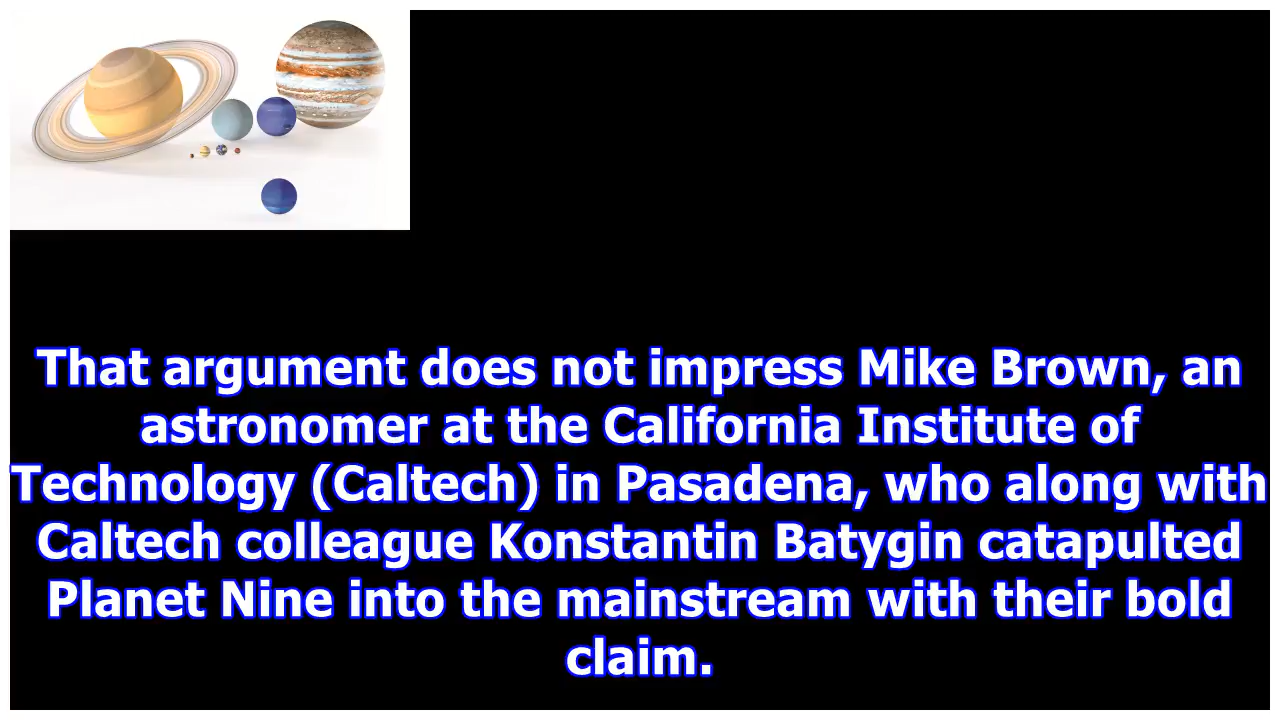 That argument does not impress Mike Brown, an
astronomer at the California Institute of
Technology (Caltech) in Pasadena, who along with
Caltech colleague Konstantin Batygin catapulted
Planet Nine into the mainstream with their bold
claim.